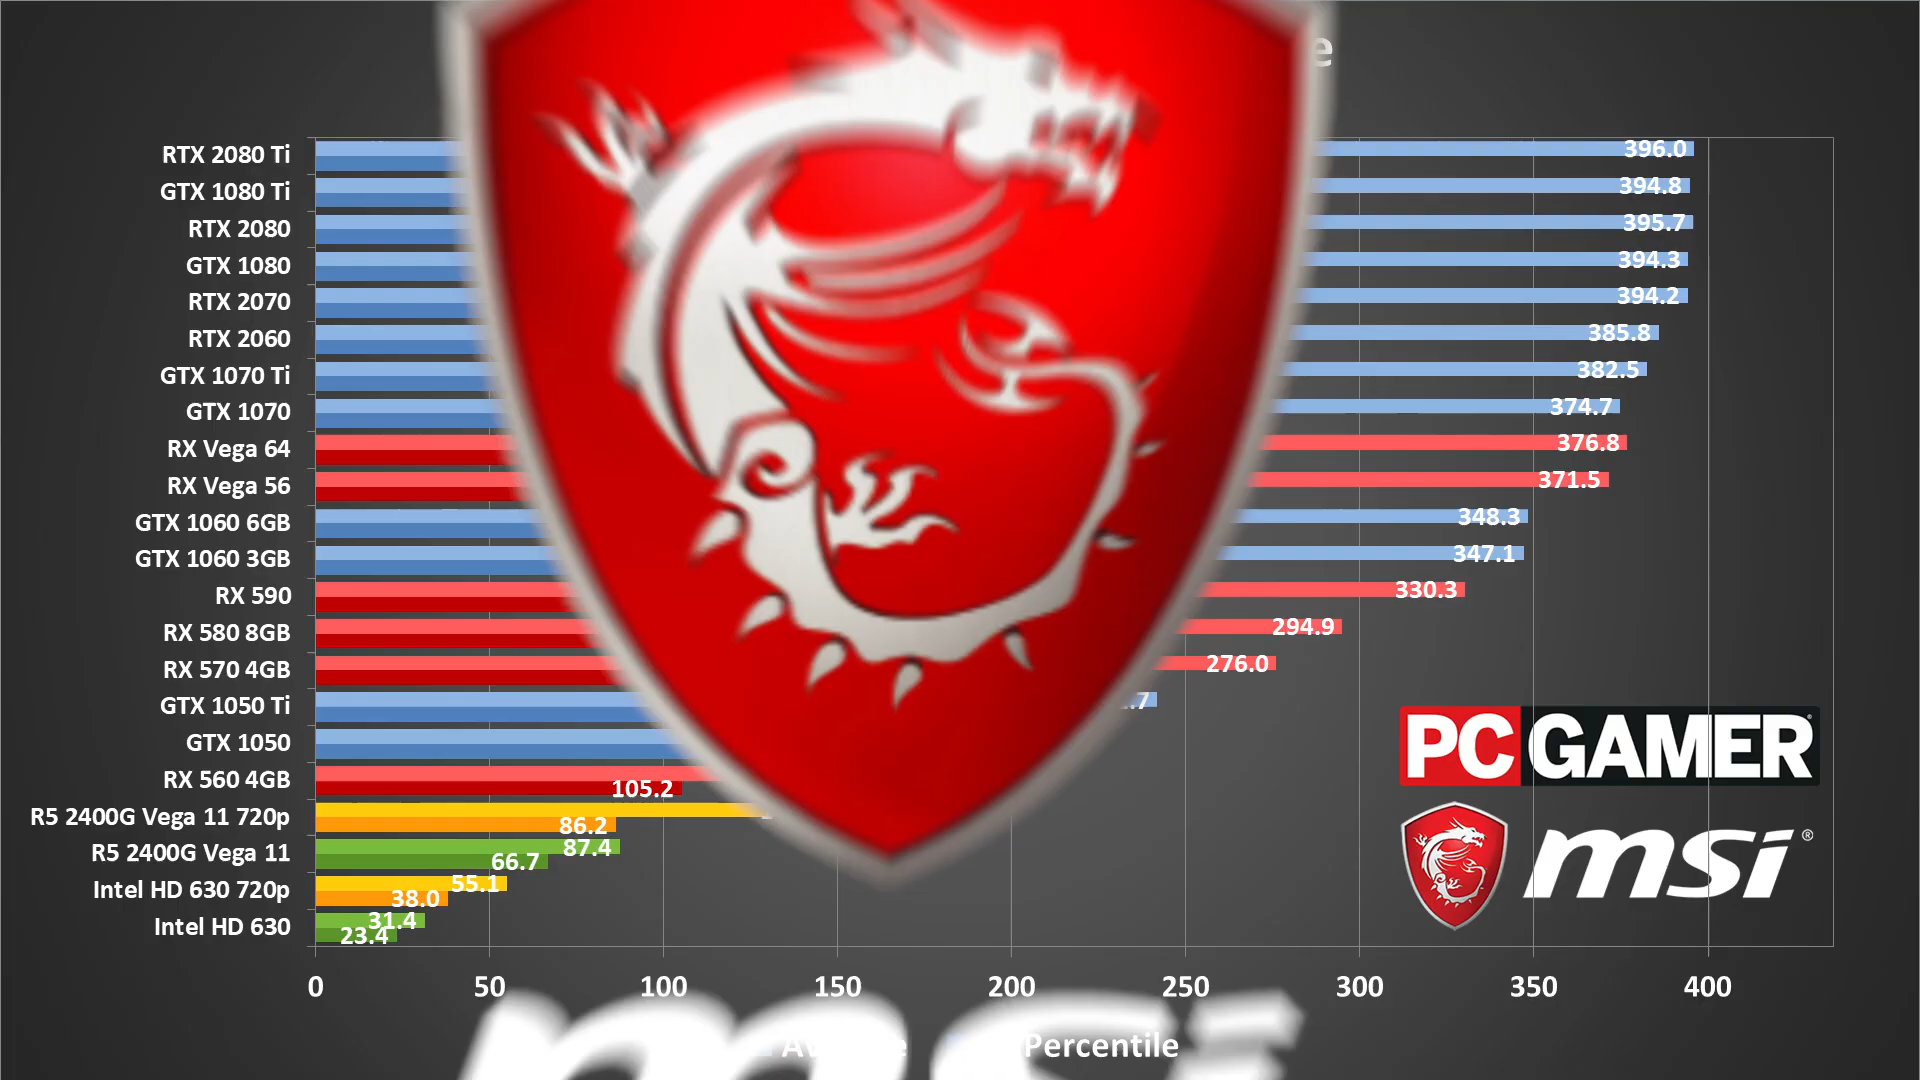 RTX 2080 Ti 396.0
GTX 1080 Ti 394.8
RTX 2080 395.7
GTX 1080 394.3
RTX 2070 394.2
RTX 2060 385.8
GTX 1070 Ti 382.5
GTX 1070 374.7
RX Vega 64 376.8
RX Vega 56 371.5
GTX 1060 6GB 348.3
GTX 1060 3GB 347.1
RX 590 330.3
RX 580 8GB 294.9
RX 570 4GB 276.0
GTX 1050 Ti
GTX 1050
RX 560 4GB 105.2
R5 2400G Vega 11 720p 86.2
R5 2400G Vega 11 87.4 66.7
Intel HD 630 720p 55.1 38.0
Intel HD 630 31.4 23.4
PC GAMER
msi®
0 50 100 150 200 250 300 350 400
Percentile
msi